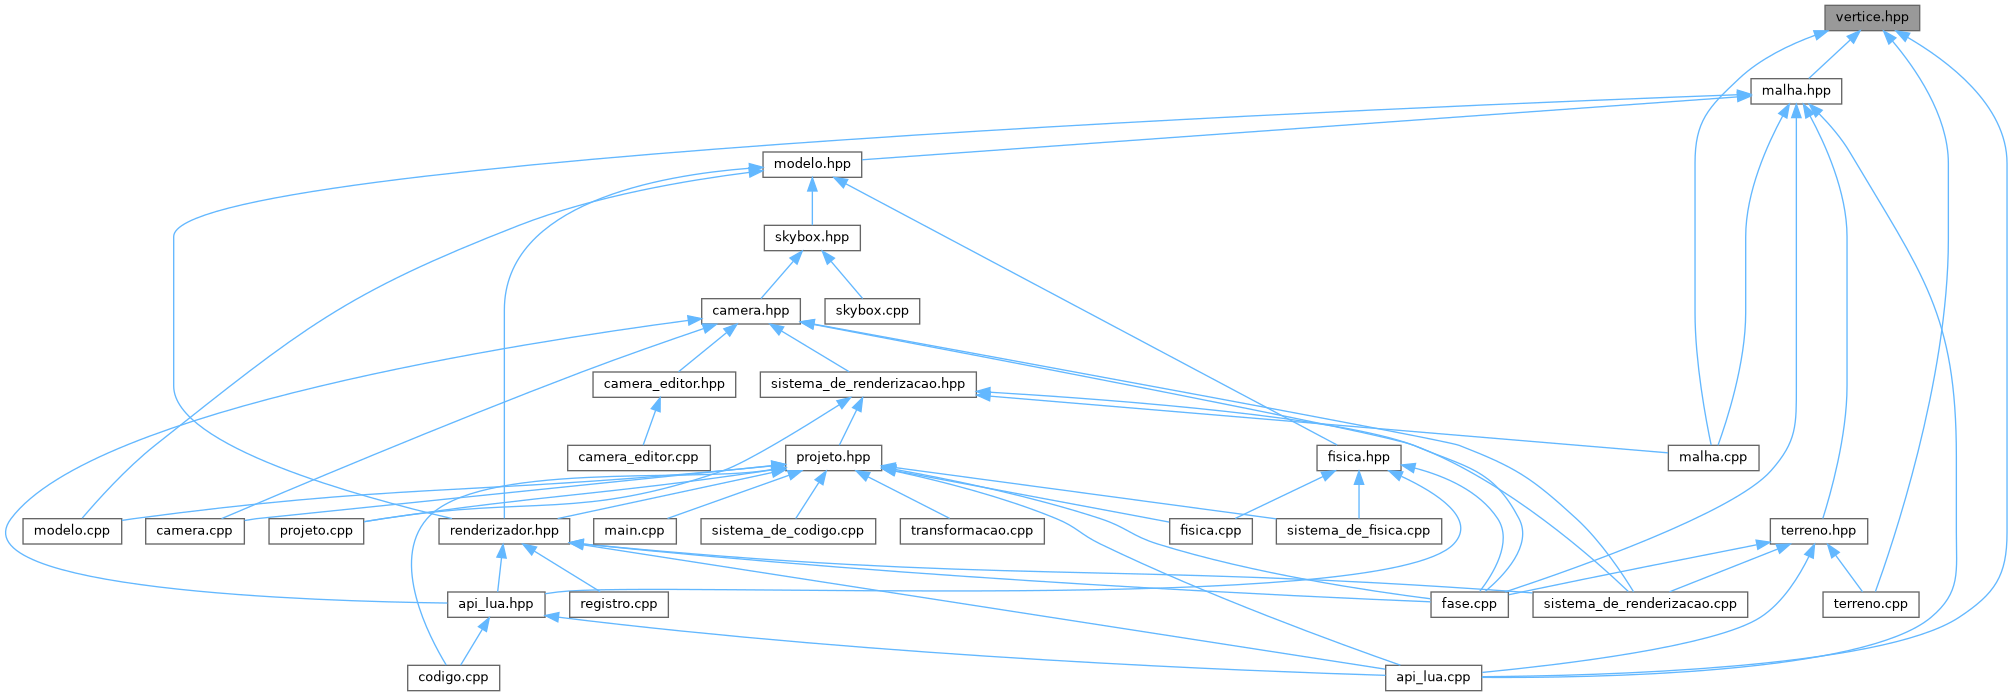 vertice.hpp
malha.hpp
modelo.hpp
skybox.hpp
camera.hpp
skybox.cpp
camera_editor.hpp
sistema_de_renderizacao.hpp
camera_editor.cpp
projeto.hpp
fisica.hpp
malha.cpp
modelo.cpp
camera.cpp
projeto.cpp
renderizador.hpp
main.cpp
sistema_de_codigo.cpp
transformacao.cpp
fisica.cpp
sistema_de_fisica.cpp
terreno.hpp
api_lua.hpp
registro.cpp
fase.cpp
sistema_de_renderizacao.cpp
terreno.cpp
codigo.cpp
api_lua.cpp